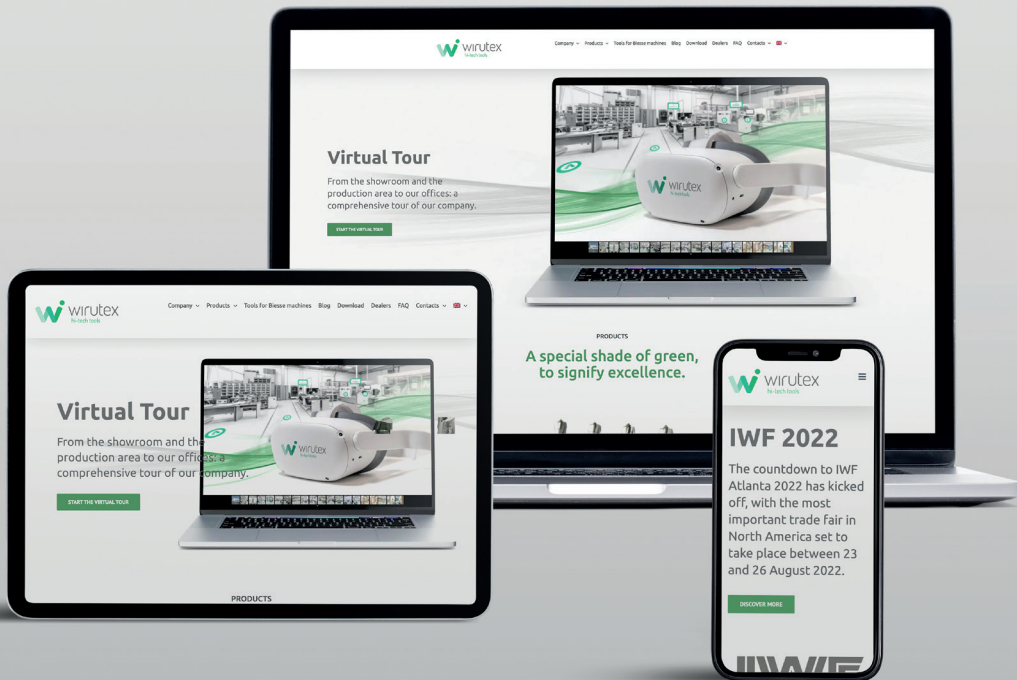 wirutex
hi-tech tools
Company Products Tools for Biesse machines Blog Download Dealers FAQ Contacts
Virtual Tour
From the showroom and the
production area to our offices: a
comprehensive tour of our company.
START THE VIRTUAL TOUR
wirutex
PRODUCTS
A special shade of green,
to signify excellence.
wirutex
hi-tech tools
Company Products Tools for Biesse machines Blog Download Dealers FAQ Contacts
Virtual Tour
From the showroom and the
production area to our offices: a
comprehensive tour of our company.
START THE VIRTUAL TOUR
wirutex
PRODUCTS
wirutex
hi-tech tools
IWF 2022
The countdown to IWF
Atlanta 2022 has kicked
off, with the most
important trade fair in
North America set to
take place between 23
and 26 August 2022.
DISCOVER MORE
IWF